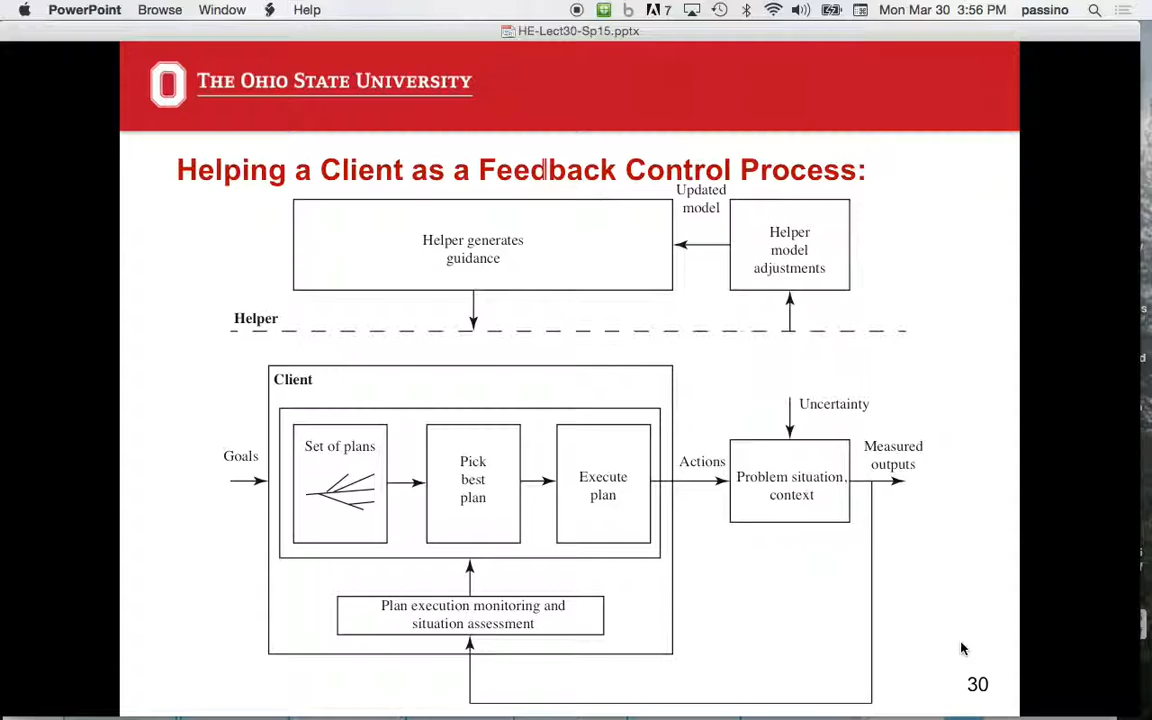 PowerPoint Browse Window Help 7 Mon Mar 30 3:56 PM passino
HE-Lect30-Sp15.pptx
THE OHIO STATE UNIVERSITY
Helping a Client as a Feedback Control Process:
Updated
model
Helper generates
guidance
Helper
model
adjustments
Helper
Client
Uncertainty
Goals
Set of plans
Pick
best
plan
Execute
plan
Actions
Problem situation,
context
Measured
outputs
Plan execution monitoring and
situation assessment
30